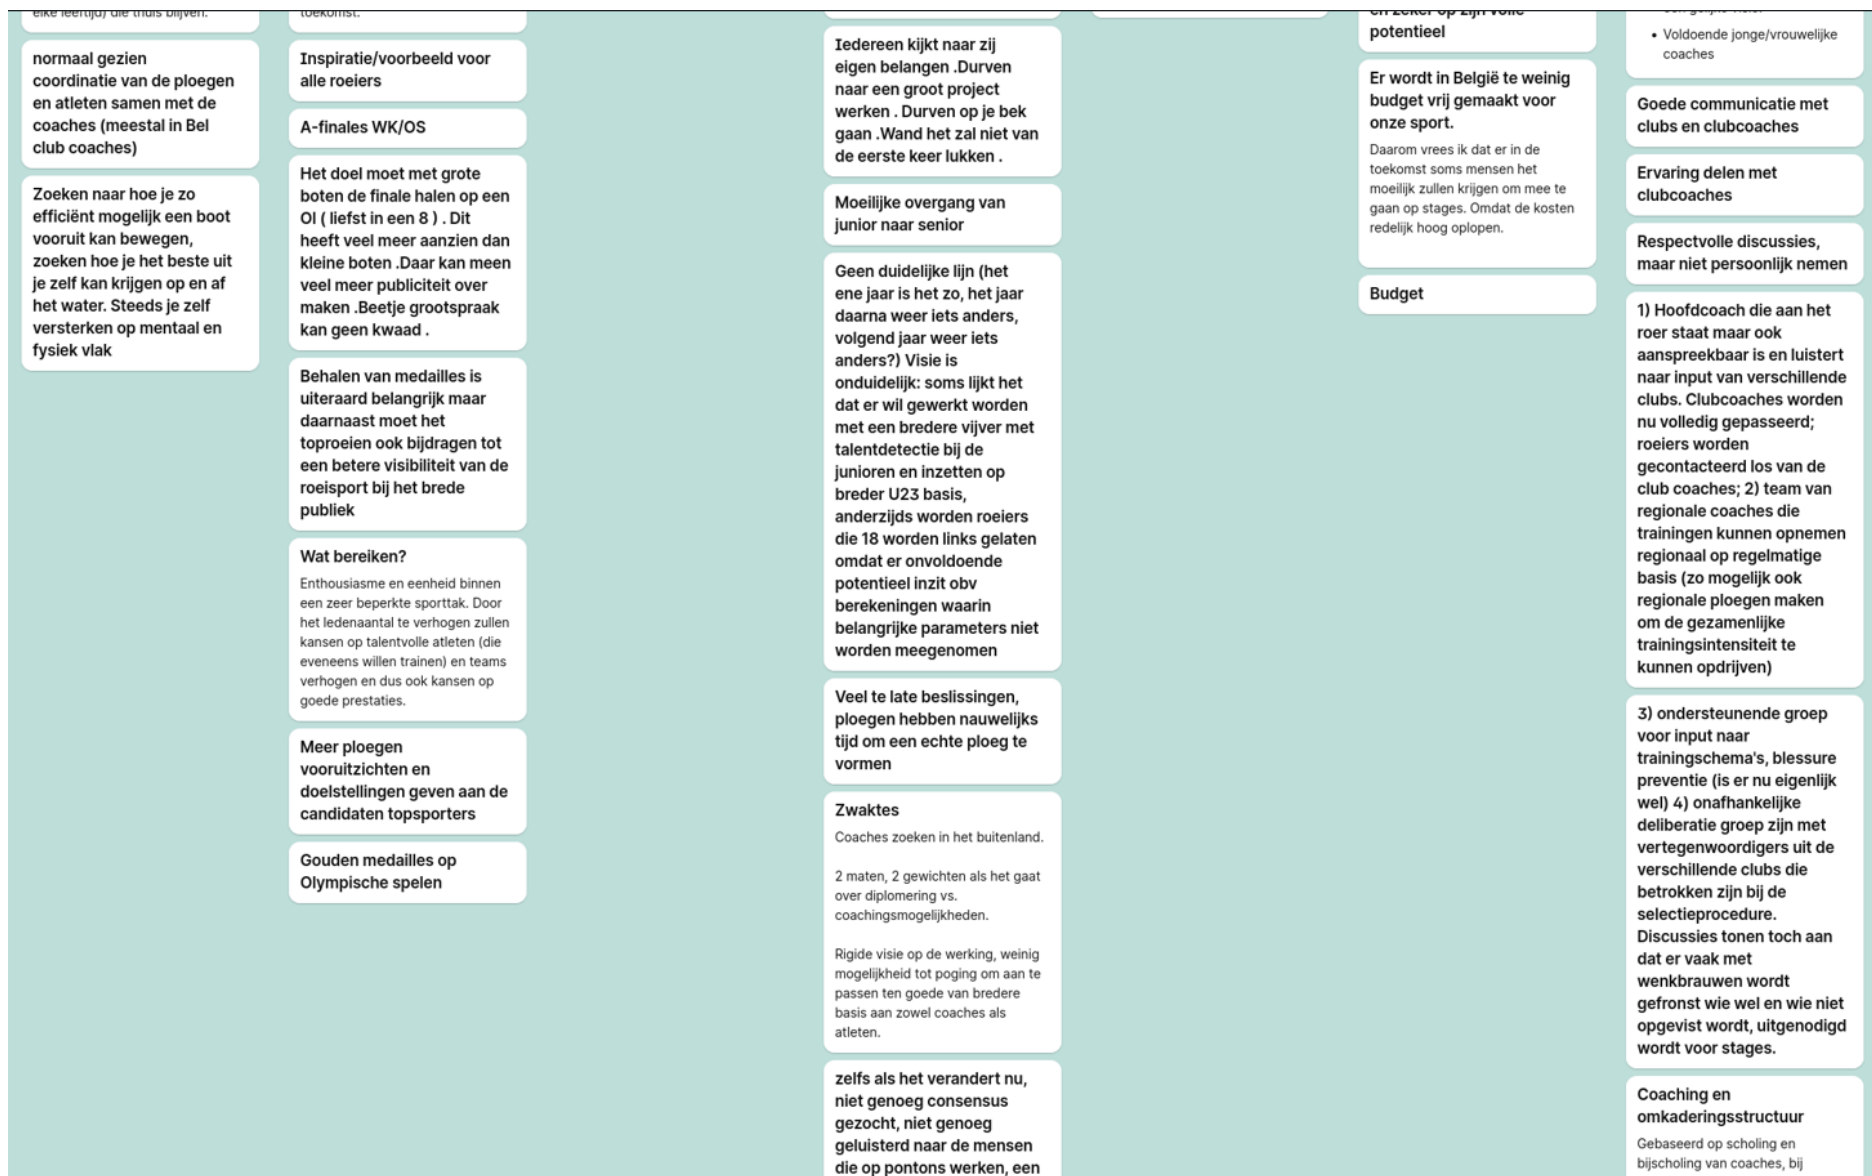 elke leeftijd) die thuis blijven.
normaal gezien
coordinatie van de ploegen
en atleten samen met de
coaches (meestal in Bel
club coaches)
Zoeken naar hoe je zo
efficiënt mogelijk een boot
vooruit kan bewegen,
zoeken hoe je het beste uit
je zelf kan krijgen op en af
het water. Steeds je zelf
versterken op mentaal en
fysiek vlak
toekomst.
Inspiratie/voorbeeld voor
alle roeiers
A-finales WK/OS
Het doel moet met grote
boten de finale halen op een
Ol ( liefst in een 8 ) . Dit
heeft veel meer aanzien dan
kleine boten .Daar kan meen
veel meer publiciteit over
maken .Beetje grootspraak
kan geen kwaad .
Behalen van medailles is
uiteraard belangrijk maar
daarnaast moet het
toproeien ook bijdragen tot
een betere visibiliteit van de
roeisport bij het brede
publiek
Wat bereiken?
Enthousiasme en eenheid binnen
een zeer beperkte sporttak. Door
het ledenaantal te verhogen zullen
kansen op talentvolle atleten (die
eveneens willen trainen) en teams
verhogen en dus ook kansen op
goede prestaties.
Meer ploegen
vooruitzichten en
doelstellingen geven aan de
candidaten topsporters
Gouden medailles op
Olympische spelen
Iedereen kijkt naar zij
eigen belangen .Durven
naar een groot project
werken . Durven op je bek
gaan .Wand het zal niet van
de eerste keer lukken .
Moeilijke overgang van
junior naar senior
Geen duidelijke lijn (het
ene jaar is het zo, het jaar
daarna weer iets anders,
volgend jaar weer iets
anders?) Visie is
onduidelijk: soms lijkt het
dat er wil gewerkt worden
met een bredere vijver met
talentdetectie bij de
junioren en inzetten op
breder U23 basis,
anderzijds worden roeiers
die 18 worden links gelaten
omdat er onvoldoende
potentieel inzit obv
berekeningen waarin
belangrijke parameters niet
worden meegenomen
Veel te late beslissingen,
ploegen hebben nauwelijks
tijd om een echte ploeg te
vormen
Zwaktes
Coaches zoeken in het buitenland.
2 maten, 2 gewichten als het gaat
over diplomering vs.
coachingsmogelijkheden.
Rigide visie op de werking, weinig
mogelijkheid tot poging om aan te
passen ten goede van bredere
basis aan zowel coaches als
atleten.
zelfs als het verandert nu,
niet genoeg consensus
gezocht, niet genoeg
geluisterd naar de mensen
die op pontons werken, een
en zeker op zijn volle
potentieel
Er wordt in België te weinig
budget vrij gemaakt voor
onze sport.
Daarom vrees ik dat er in de
toekomst soms mensen het
moeilijk zullen krijgen om mee te
gaan op stages. Omdat de kosten
redelijk hoog oplopen.
Budget
• Voldoende jonge/vrouwelijke
coaches
Goede communicatie met
clubs en clubcoaches
Ervaring delen met
clubcoaches
Respectvolle discussies,
maar niet persoonlijk nemen
1) Hoofdcoach die aan het
roer staat maar ook
aanspreekbaar is en luistert
naar input van verschillende
clubs. Clubcoaches worden
nu volledig gepasseerd;
roeiers worden
gecontacteerd los van de
club coaches; 2) team van
regionale coaches die
trainingen kunnen opnemen
regionaal op regelmatige
basis (zo mogelijk ook
regionale ploegen maken
om de gezamenlijke
trainingsintensiteit te
kunnen opdrijven)
3) ondersteunende groep
voor input naar
trainingschema's, blessure
preventie (is er nu eigenlijk
wel) 4) onafhankelijke
deliberatie groep zijn met
vertegenwoordigers uit de
verschillende clubs die
betrokken zijn bij de
selectieprocedure.
Discussies tonen toch aan
dat er vaak met
wenkbrauwen wordt
gefronst wie wel en wie niet
opgevist wordt, uitgenodigd
wordt voor stages.
Coaching en
omkaderingsstructuur
Gebaseerd op scholing en
bijscholing van coaches, bij